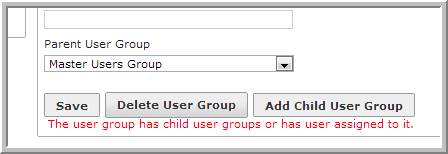 Parent User Group
Master Users Group
Save Delete User Group Add Child User Group
The user group has child user groups or has user assigned to it.